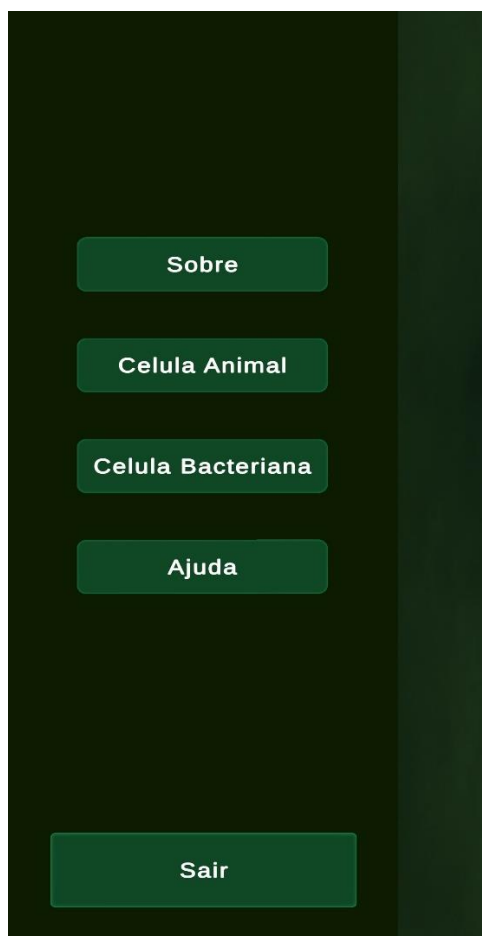 Sobre
Celula Animal
Celula Bacteriana
Ajuda
Sair